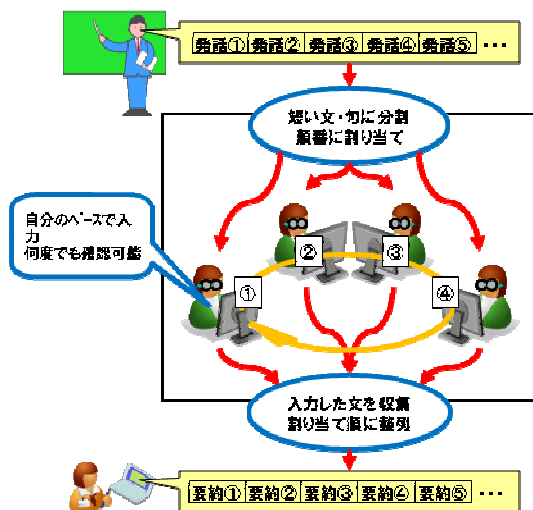 発話① 発話② 発話③ 発話④ 発話⑤ ・・・
短い文・句に分割
順番に割り当て
自分のペースで入
力
何度でも確認可能
②
③
①
④
入力した文を収集
割り当て順に整列
要約① 要約② 要約③ 要約④ 要約⑤ ・・・